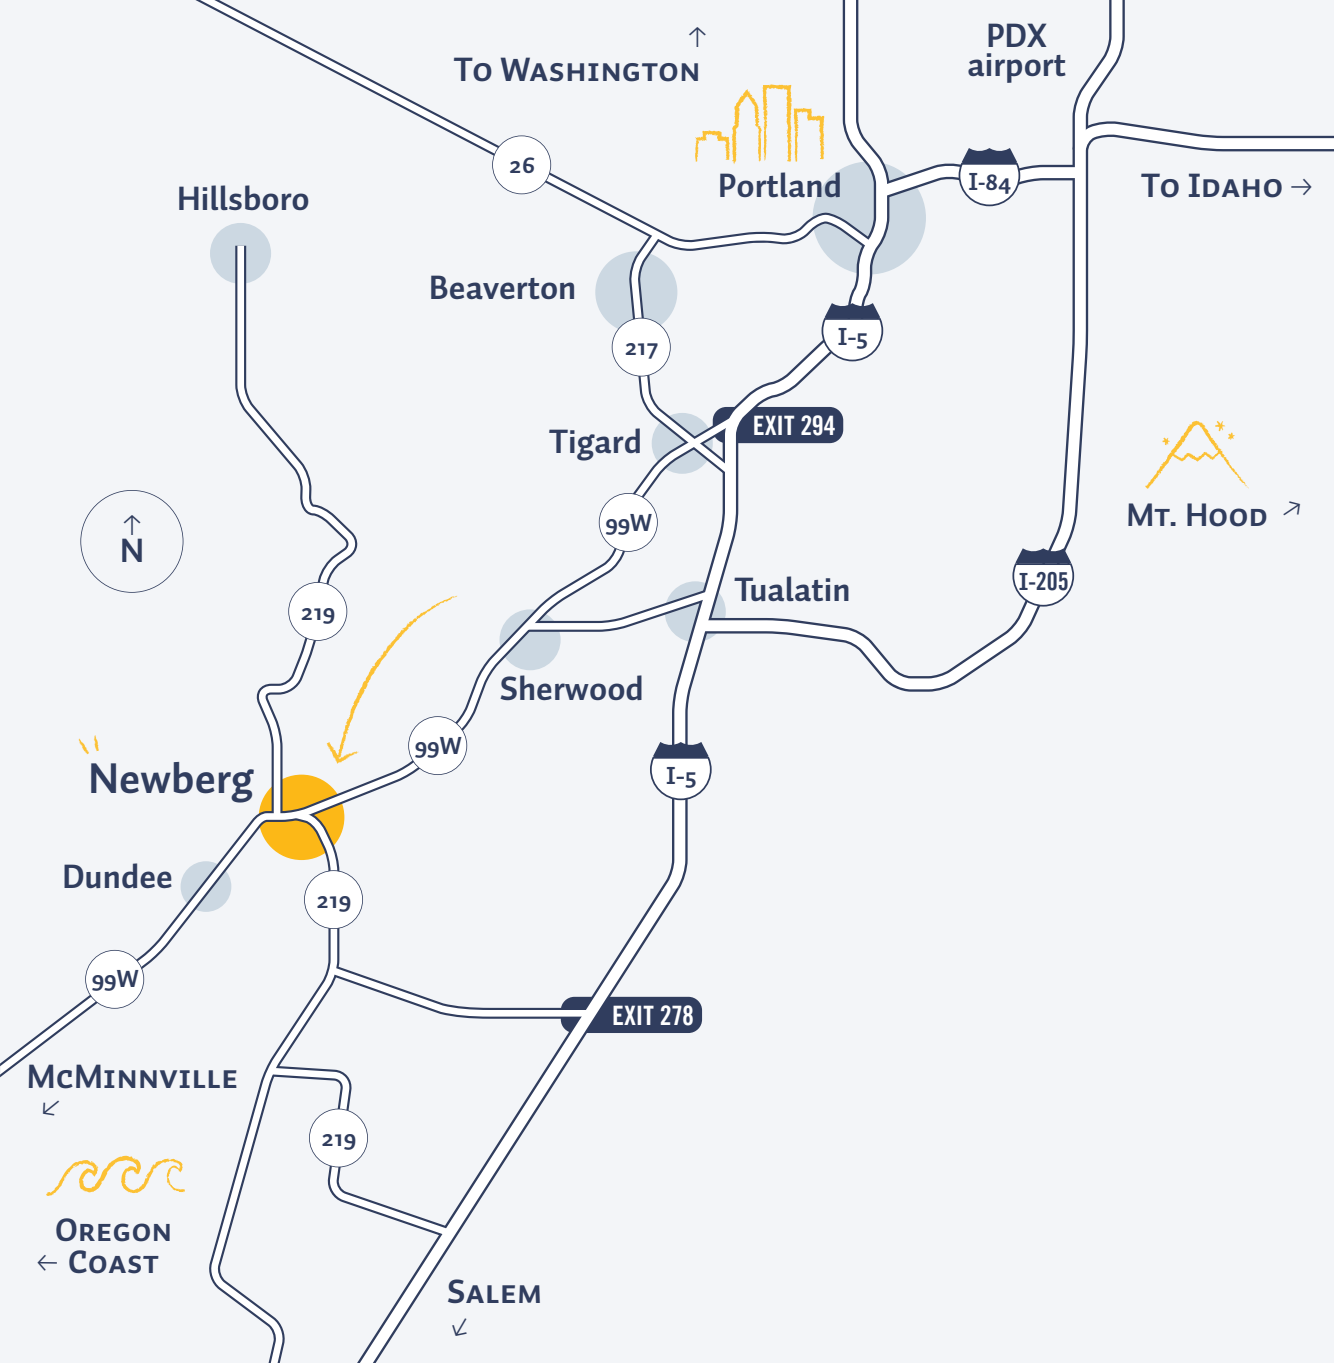 PDX
airport
To Washington
26
Portland
I-84
To Idaho
Hillsboro
Beaverton
217
I-5
EXIT 294
Tigard
99W
Mt. Hood
N
I-205
Tualatin
219
Sherwood
99W
Newberg
I-5
Dundee
219
99W
EXIT 278
McMinnville
219
Oregon
Coast
Salem